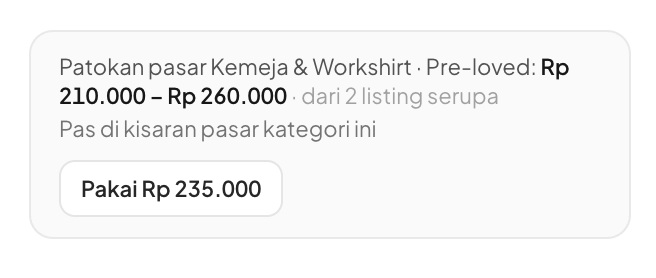 Patokan pasar Kemeja & Workshirt · Pre-loved: Rp
210.000 – Rp 260.000 · dari 2 listing serupa
Pas di kisaran pasar kategori ini
Pakai Rp 235.000